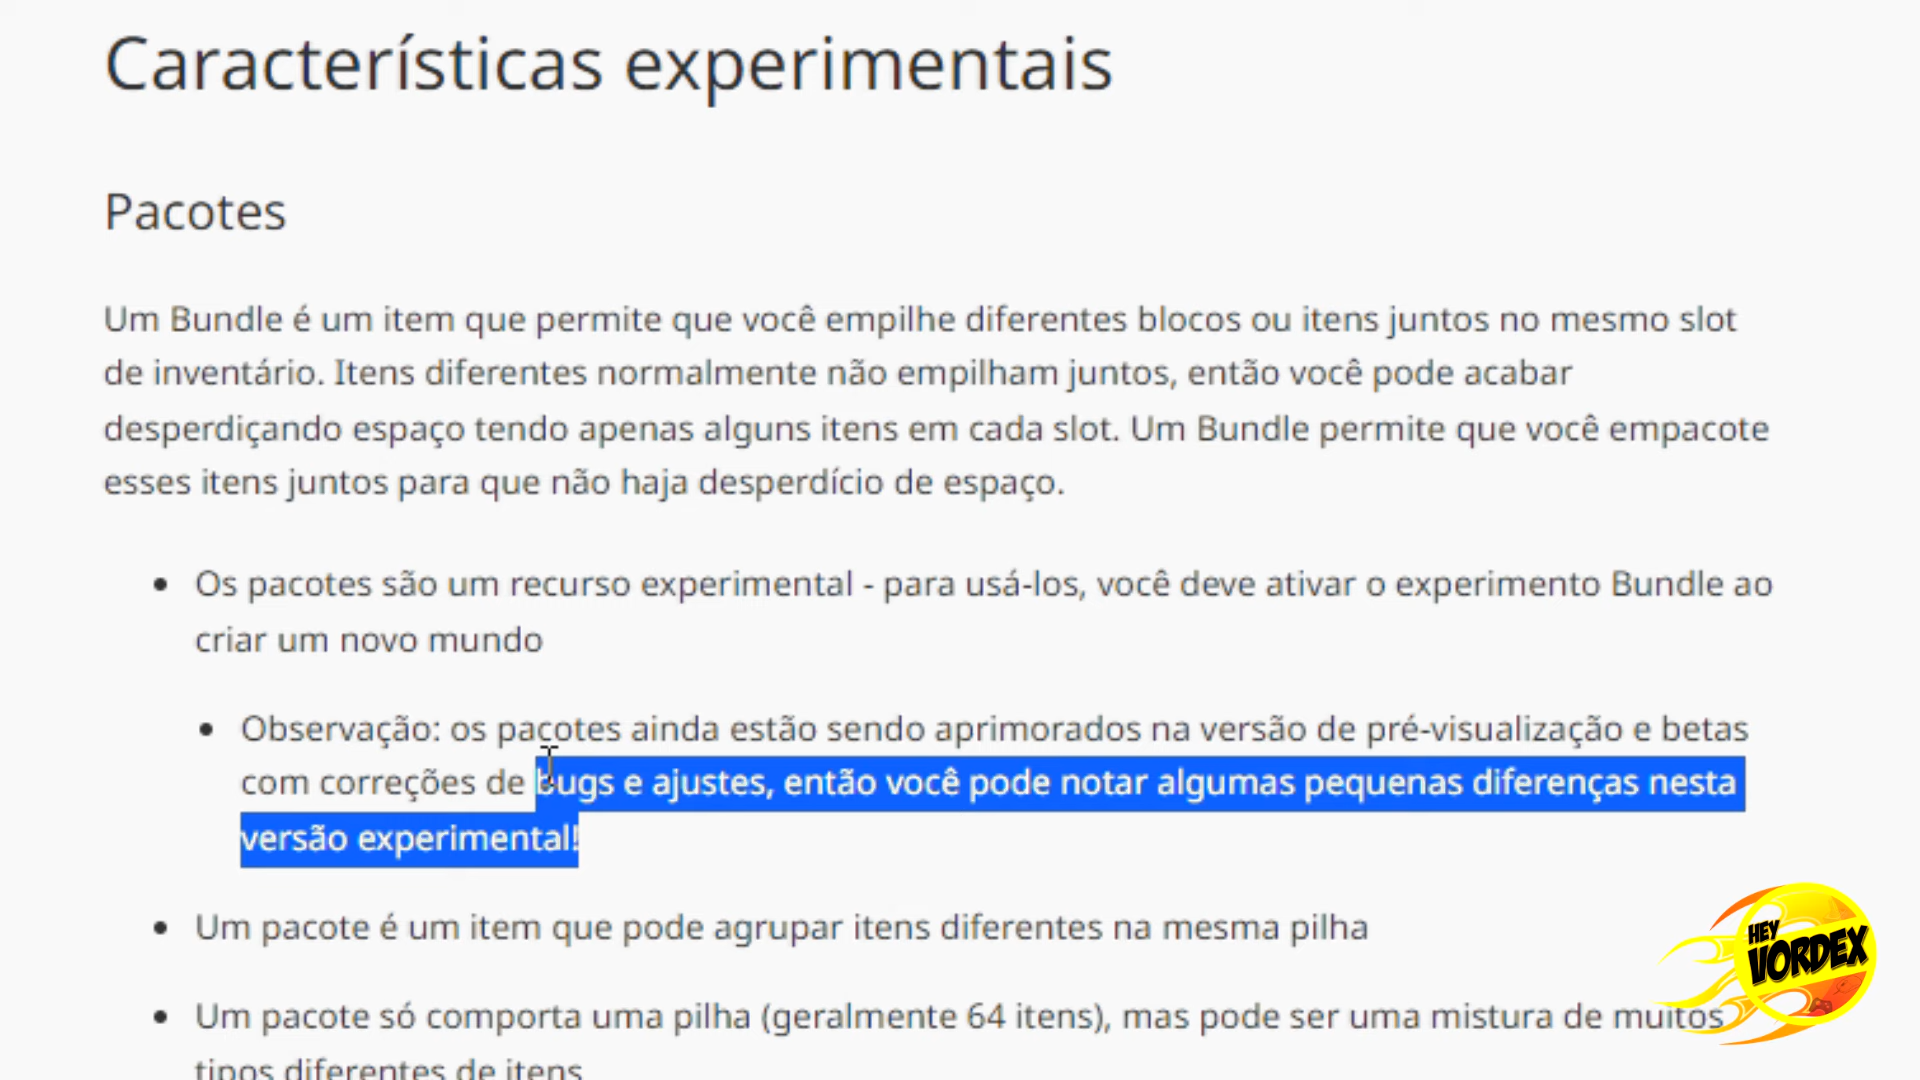 Características experimentais
Pacotes
Um Bundle é um item que permite que você empilhe diferentes blocos ou itens juntos no mesmo slot
de inventário. Itens diferentes normalmente não empilham juntos, então você pode acabar
desperdiçando espaço tendo apenas alguns itens em cada slot. Um Bundle permite que você empacote
esses itens juntos para que não haja desperdício de espaço.
Os pacotes são um recurso experimental - para usá-los, você deve ativar o experimento Bundle ao
criar um novo mundo
Observação: os pacotes ainda estão sendo aprimorados na versão de pré-visualização e betas
com correções de bugs e ajustes, então você pode notar algumas pequenas diferenças nesta
versão experimental!
Um pacote é um item que pode agrupar itens diferentes na mesma pilha
Um pacote só comporta uma pilha (geralmente 64 itens), mas pode ser uma mistura de muitos
tipos diferentes de itens
HEY
VORDEX